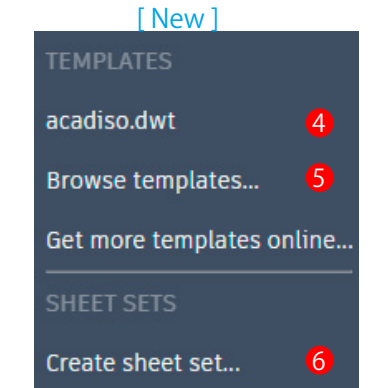 [ New ]
TEMPLATES
acadiso.dwt 4
Browse templates... 5
Get more templates online...
SHEET SETS
Create sheet set... 6